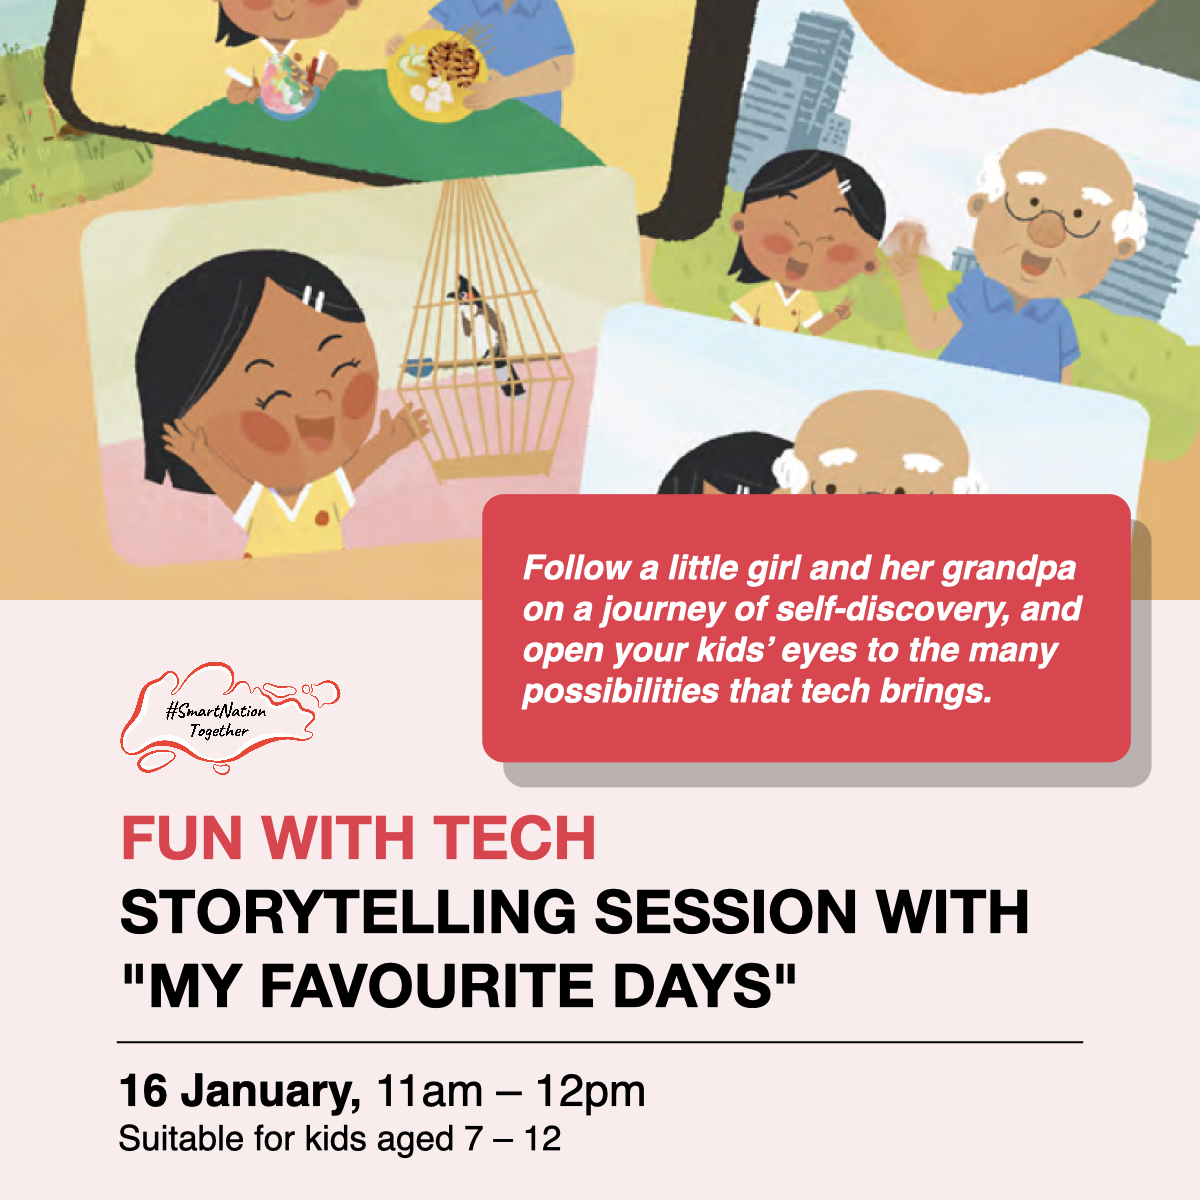 Follow a little girl and her grandpa
on a journey of self-discovery, and
open your kids’ eyes to the many
possibilities that tech brings.
#SmartNation
Together
FUN WITH TECH
STORYTELLING SESSION WITH
"MY FAVOURITE DAYS"
16 January, 11am – 12pm
Suitable for kids aged 7 – 12